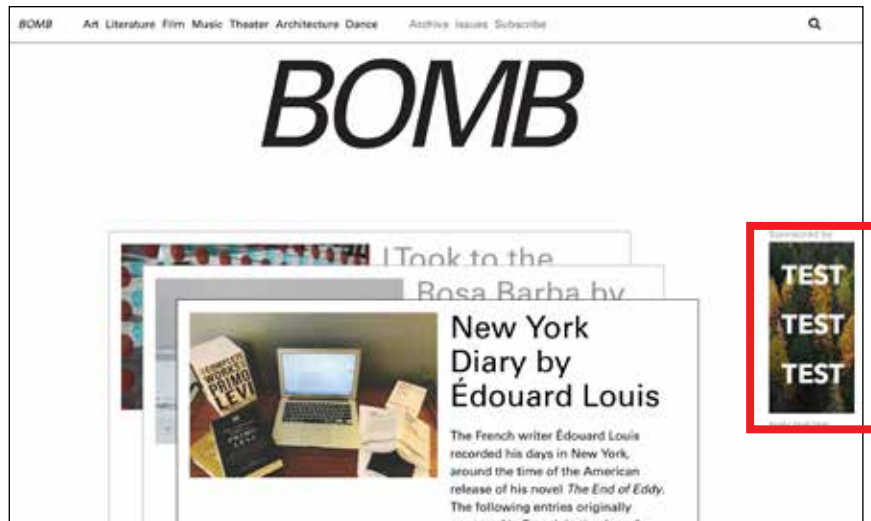 BOMB Art Literature Film Music Theater Architecture Dance Archive Issues Subscribe
BOMB
I Took to the
Rosa Barba by
New York
Diary by
Édouard Louis
The French writer Édouard Louis
recorded his days in New York,
around the time of the American
release of his novel The End of Eddy.
The following entries originally
COMPLETE
WORKS OF
PRIMO
LEVI
Sponsored by
TEST
TEST
TEST